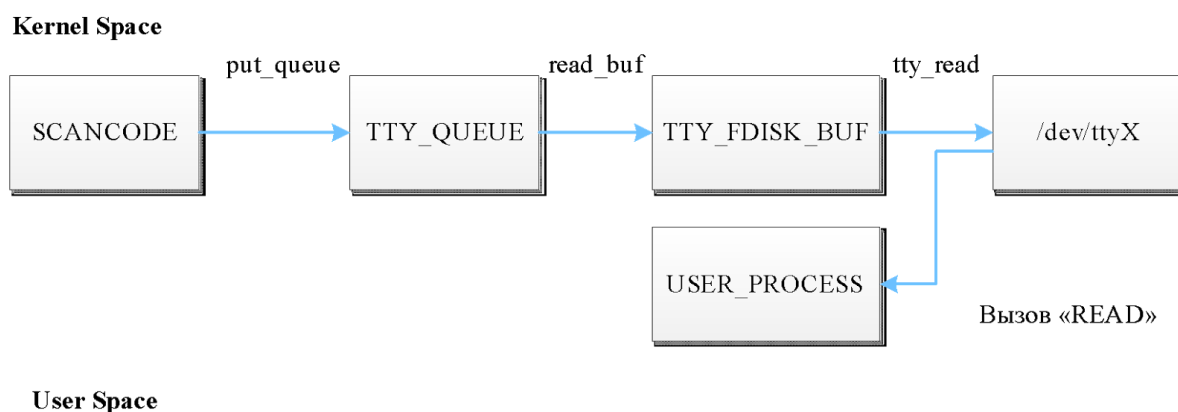 Kernel Space
put_queue
read_buf
tty_read
SCANCODE
TTY_QUEUE
TTY_FDISK_BUF
/dev/ttyX
USER_PROCESS
Вызов «READ»
User Space